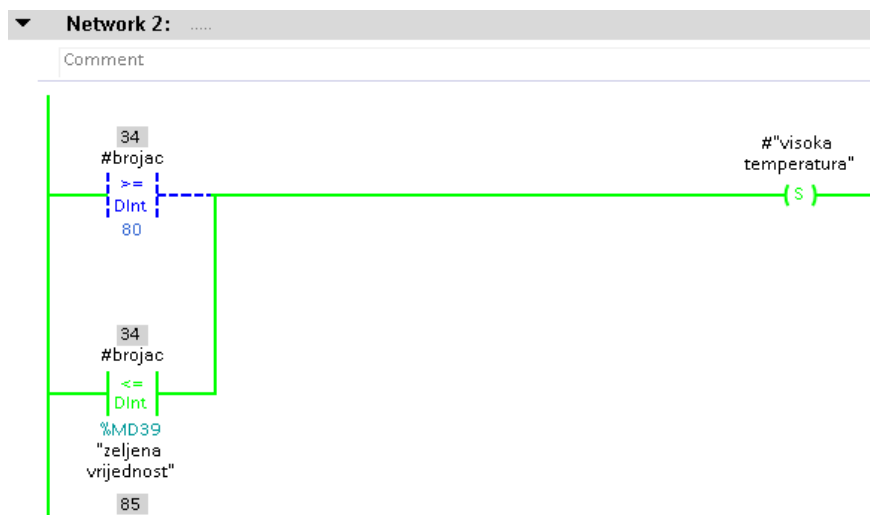 Network 2: .....
Comment
34
#brojac
>=
DInt
80
#"visoka
temperatura"
S
34
#brojac
<=
DInt
%MD39
"zeljena
vrijednost"
85